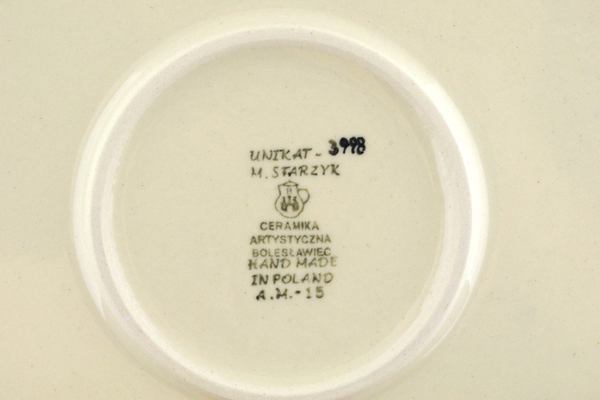 UNIKAT - 3998
M. STARZYK
CERAMIKA
ARTYSTYCZNA
BOLESŁAWIEC
HAND MADE
IN POLAND
A.M. - 15